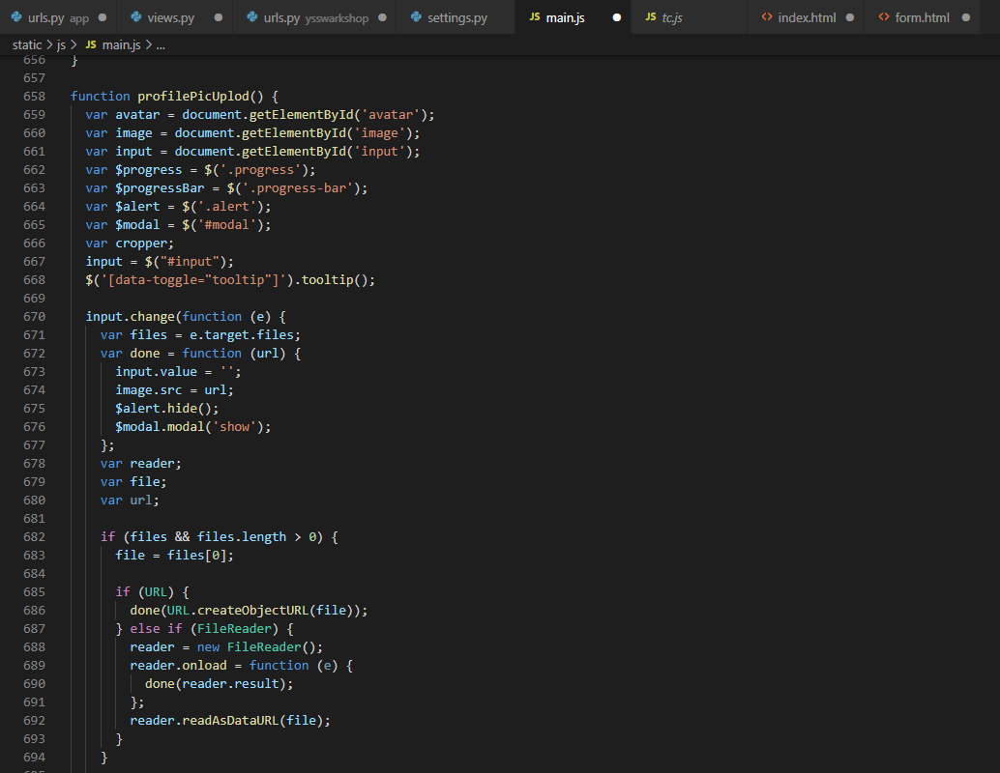 urls.py app views.py urls.py ysswarkshop settings.py JS main.js JS tc.js <> index.html <> form.html
static > js > JS main.js > ...
656 }
657
658 function profilePicUplod() {
659 var avatar = document.getElementById('avatar');
660 var image = document.getElementById('image');
661 var input = document.getElementById('input');
662 var $progress = $('.progress');
663 var $progressBar = $('.progress-bar');
664 var $alert = $('.alert');
665 var $modal = $('#modal');
666 var cropper;
667 input = $("#input");
668 $('[data-toggle="tooltip"]').tooltip();
669
670 input.change(function (e) {
671 var files = e.target.files;
672 var done = function (url) {
673 input.value = '';
674 image.src = url;
675 $alert.hide();
676 $modal.modal('show');
677 };
678 var reader;
679 var file;
680 var url;
681
682 if (files && files.length > 0) {
683 file = files[0];
684
685 if (URL) {
686 done(URL.createObjectURL(file));
687 } else if (FileReader) {
688 reader = new FileReader();
689 reader.onload = function (e) {
690 done(reader.result);
691 };
692 reader.readAsDataURL(file);
693 }
694 }